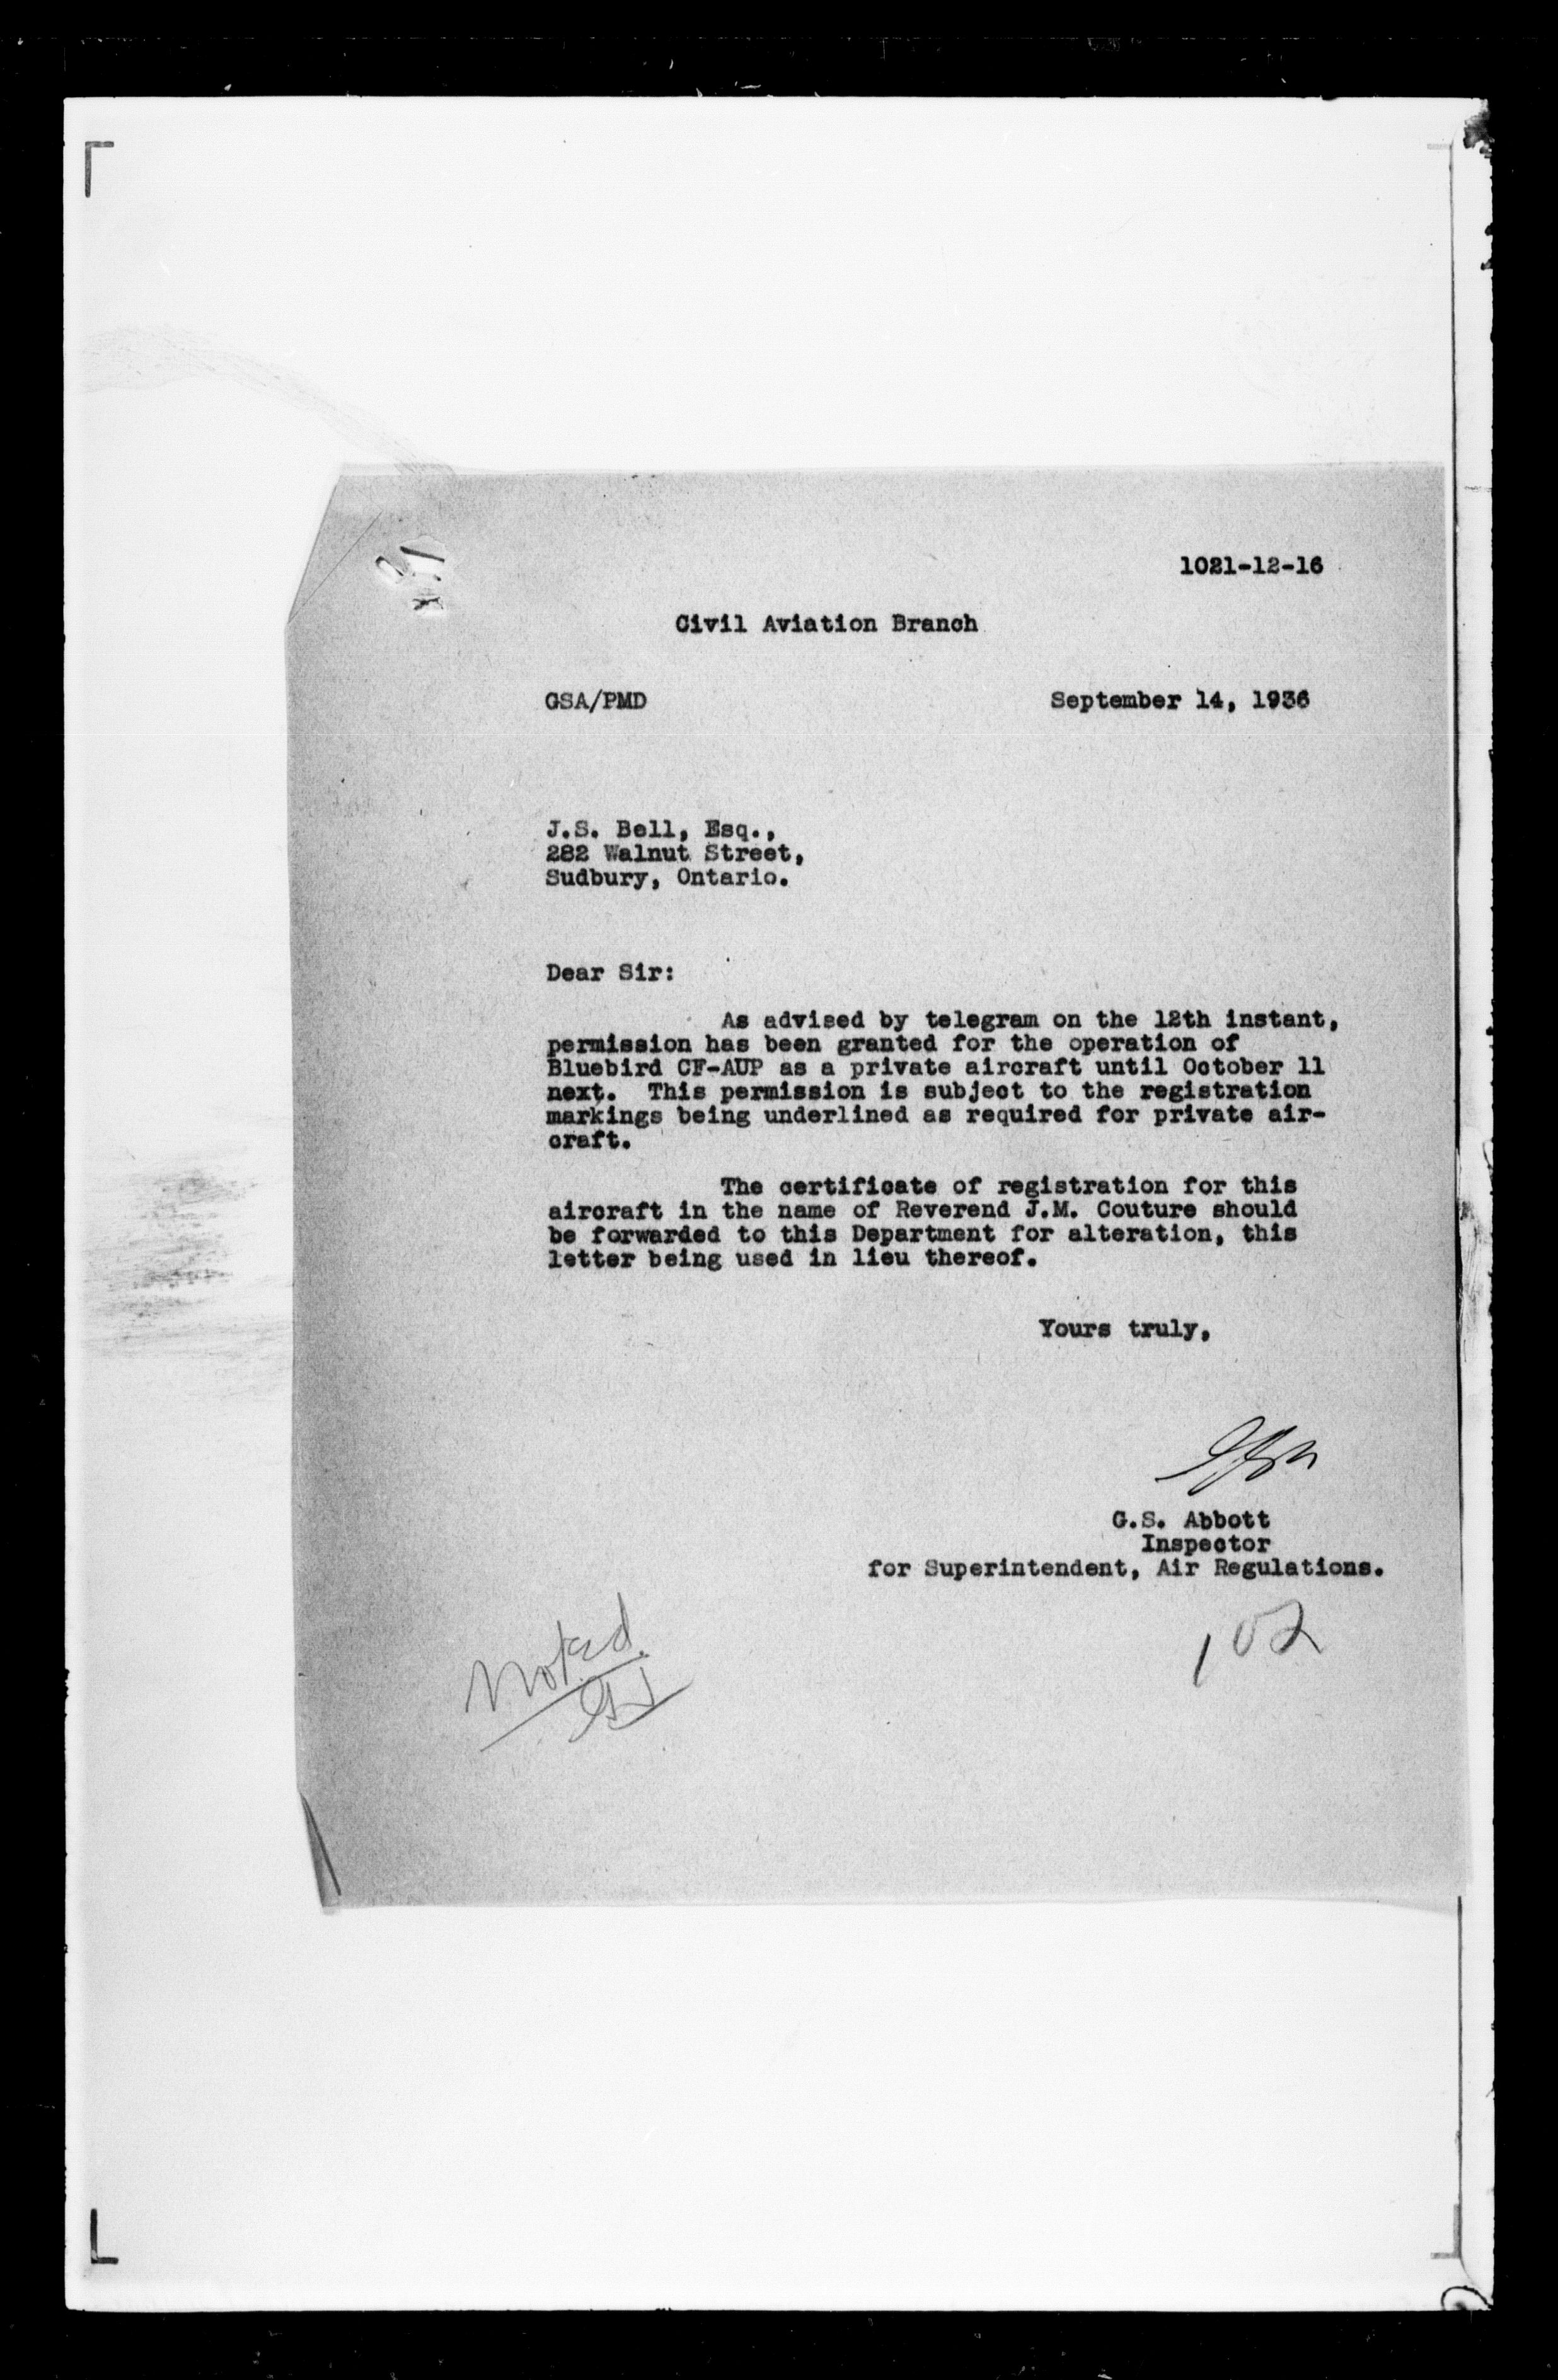 1021-12-16
Civil Aviation Branch
GSA/PMD September 14, 1936
J.S. Bell, Esq.,
282 Walnut Street,
Sudbury, Ontario.
Dear Sir:
As advised by telegram on the 12th instant,
permission has been granted for the operation of
Bluebird CF-AUP as a private aircraft until October 11
next. This permission is subject to the registration
markings being underlined as required for private air-
craft.
The certificate of registration for this
aircraft in the name of Reverend J.M. Couture should
be forwarded to this Department for alteration, this
letter being used in lieu thereof.
Yours truly,
G.S. Abbott
Inspector
for Superintendent, Air Regulations.
102
Noted.